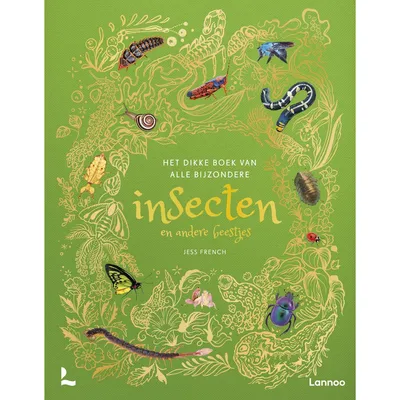 HET DIKKE BOEK VAN
ALLE BIJZONDERE
insecten
en andere beestjes
JESS FRENCH
L
Lannoo